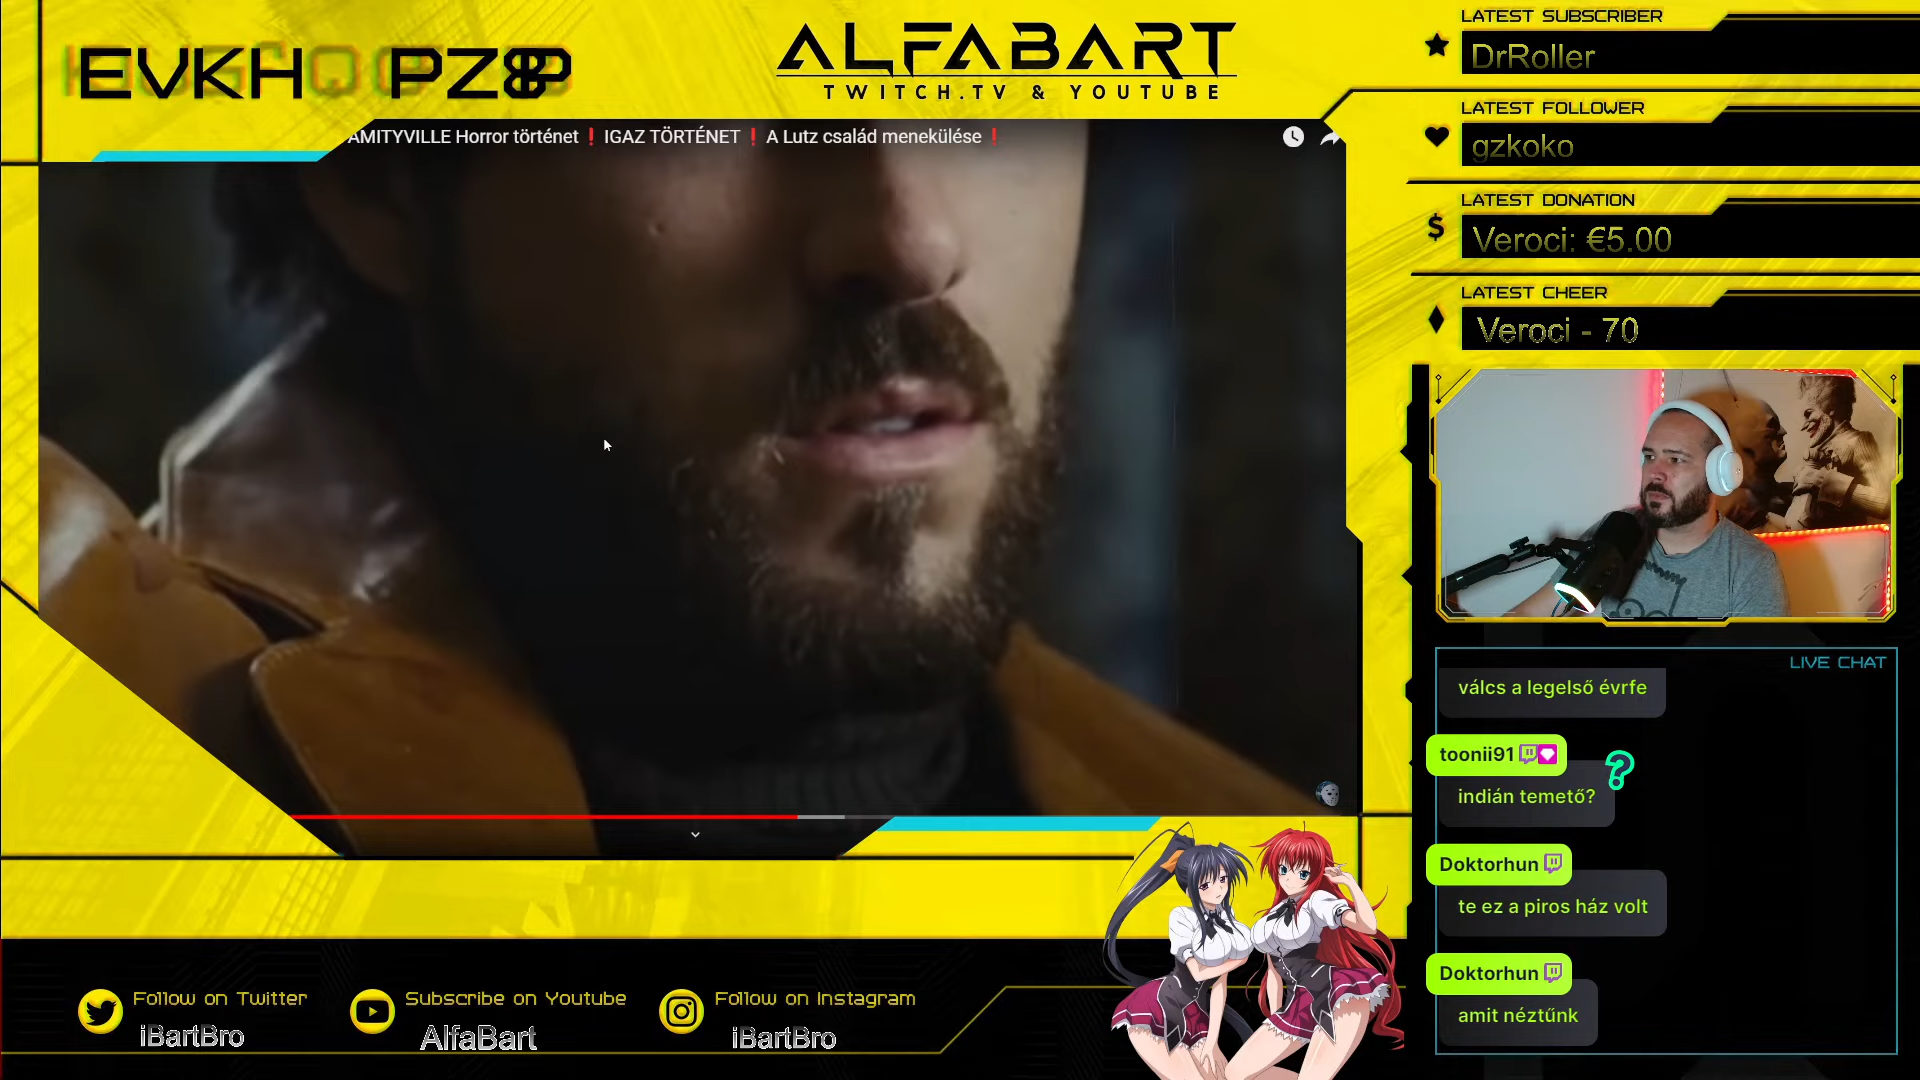 ALFABART
TWITCH.TV & YOUTUBE
AMITYVILLE Horror történet❗IGAZ TÖRTÉNET❗A Lutz család menekülése❗
LATEST SUBSCRIBER
DrRoller
LATEST FOLLOWER
gzkoko
LATEST DONATION
Veroci: €5.00
LATEST CHEER
Veroci - 70
LIVE CHAT
válcs a legelső évrfe
toonii91
indián temető?
Doktorhun
te ez a piros ház volt
Doktorhun
amit néztűnk
Follow on Twitter
iBartBro
Subscribe on Youtube
AlfaBart
Follow on Instagram
iBartBro